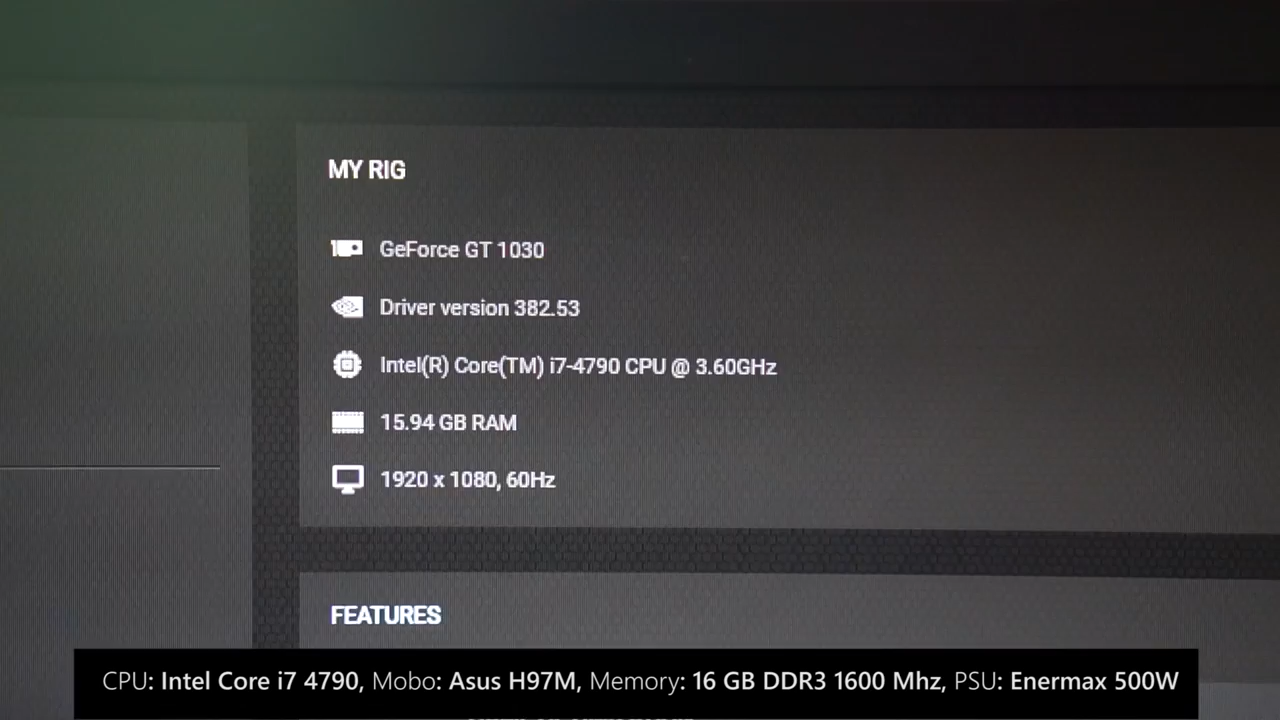 MY RIG
GeForce GT 1030
Driver version 382.53
Intel(R) Core(TM) i7-4790 CPU @ 3.60GHz
15.94 GB RAM
1920 x 1080, 60Hz
FEATURES
CPU: Intel Core i7 4790, Mobo: Asus H97M, Memory: 16 GB DDR3 1600 Mhz, PSU: Enermax 500W